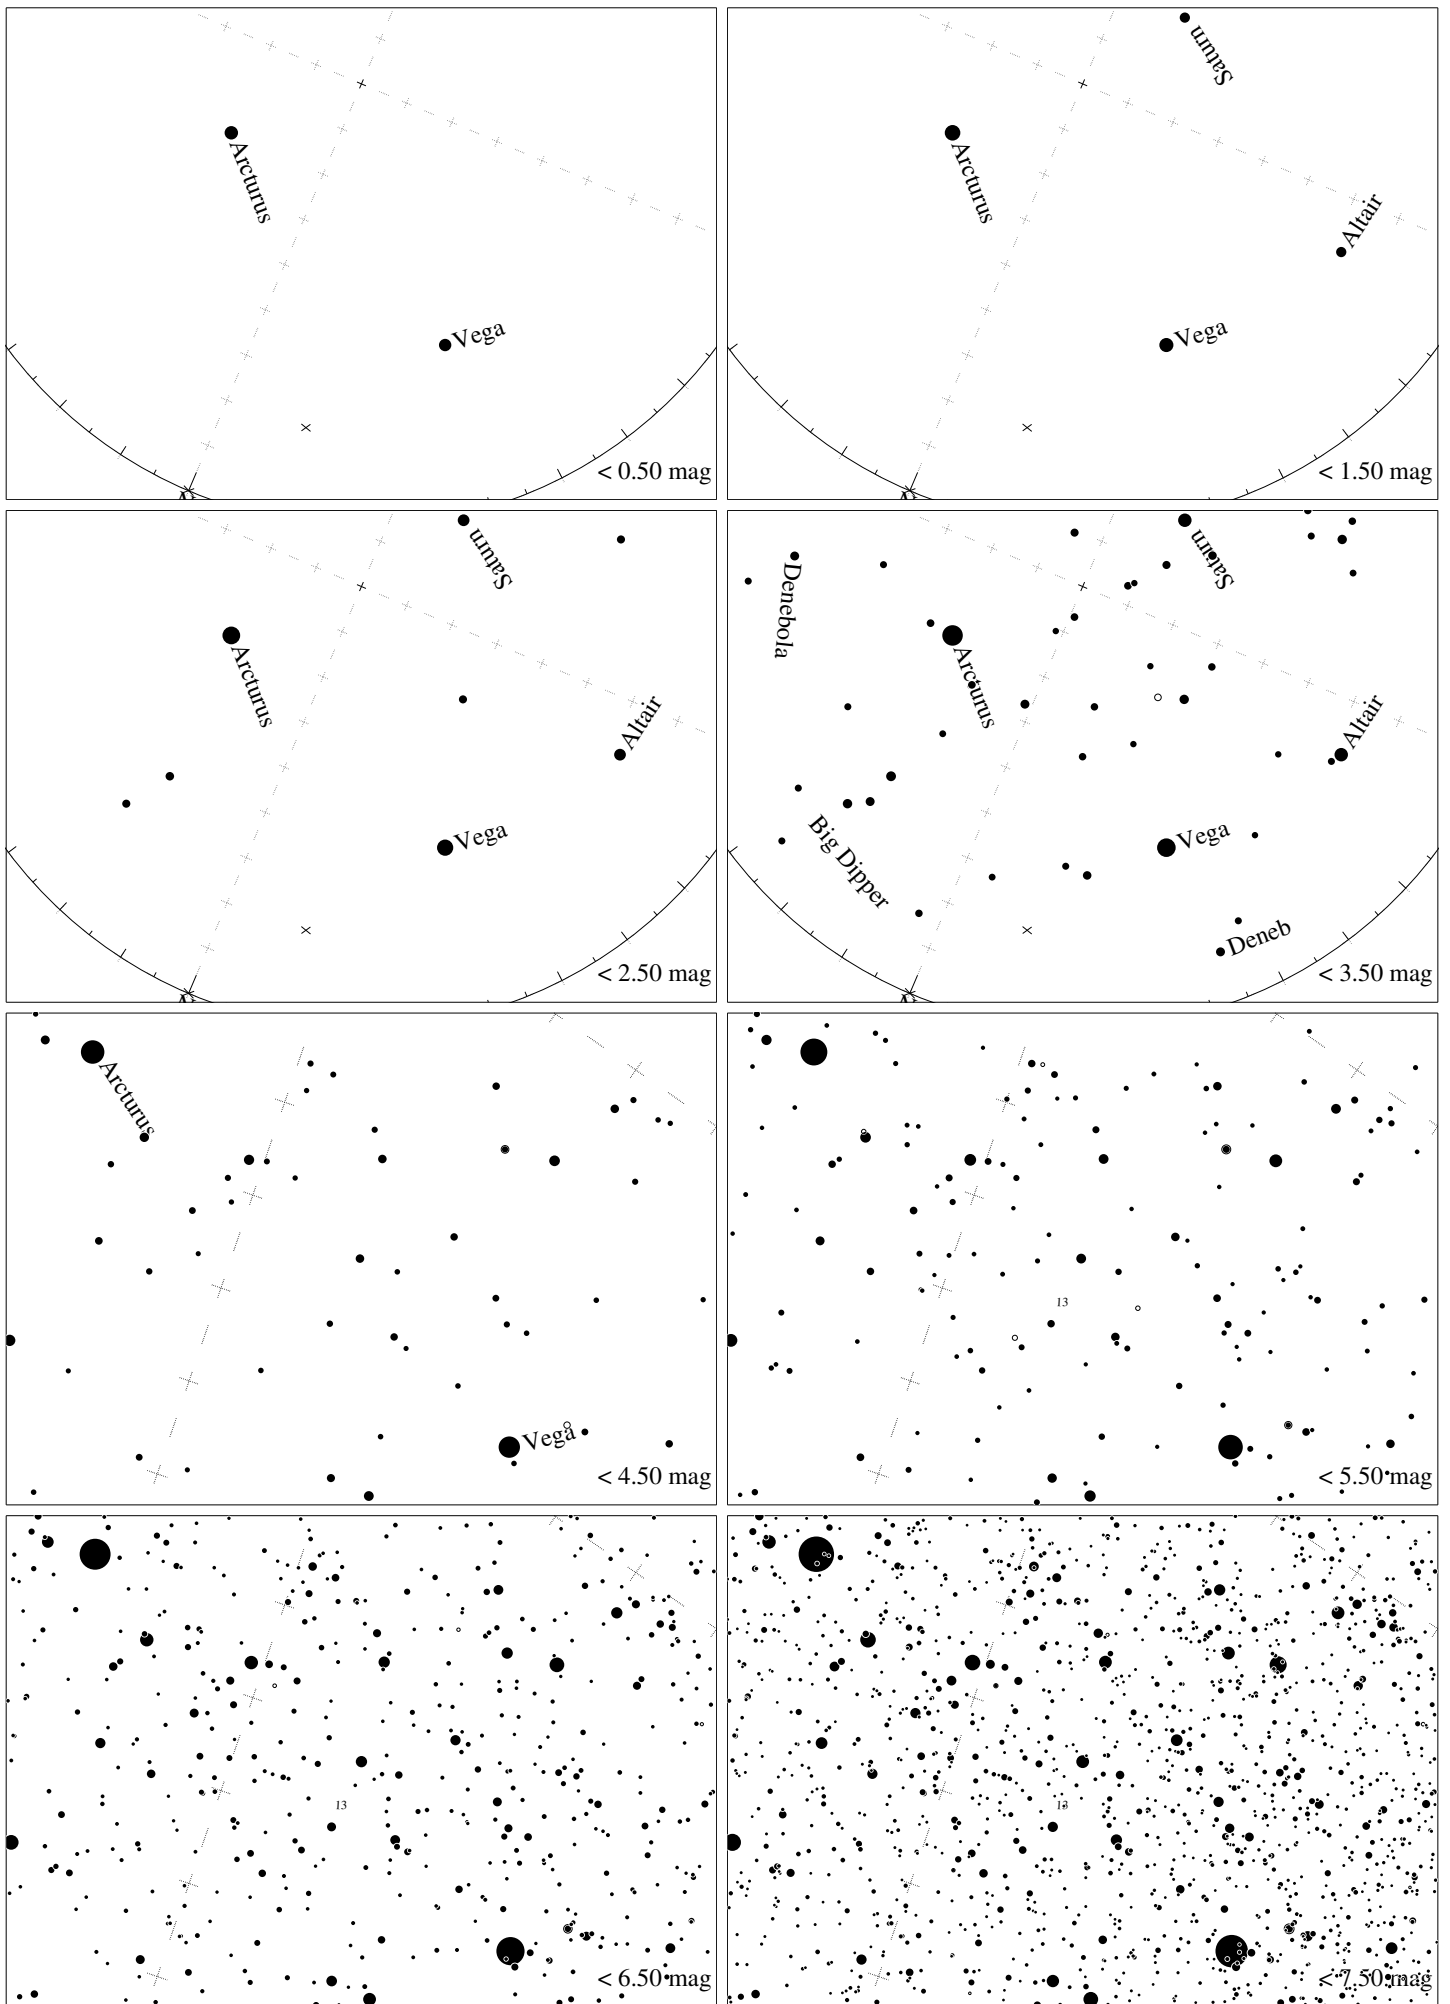 Arcturus
Vega
< 0.50 mag
Saturn
Arcturus
Altair
Vega
< 1.50 mag
Saturn
Arcturus
Altair
Vega
< 2.50 mag
Saturn
Denebola
Arcturus
Altair
Big Dipper
Vega
Deneb
< 3.50 mag
Arcturus
Vega
< 4.50 mag
13
< 5.50 mag
13
< 6.50 mag
13
< 7.50 mag